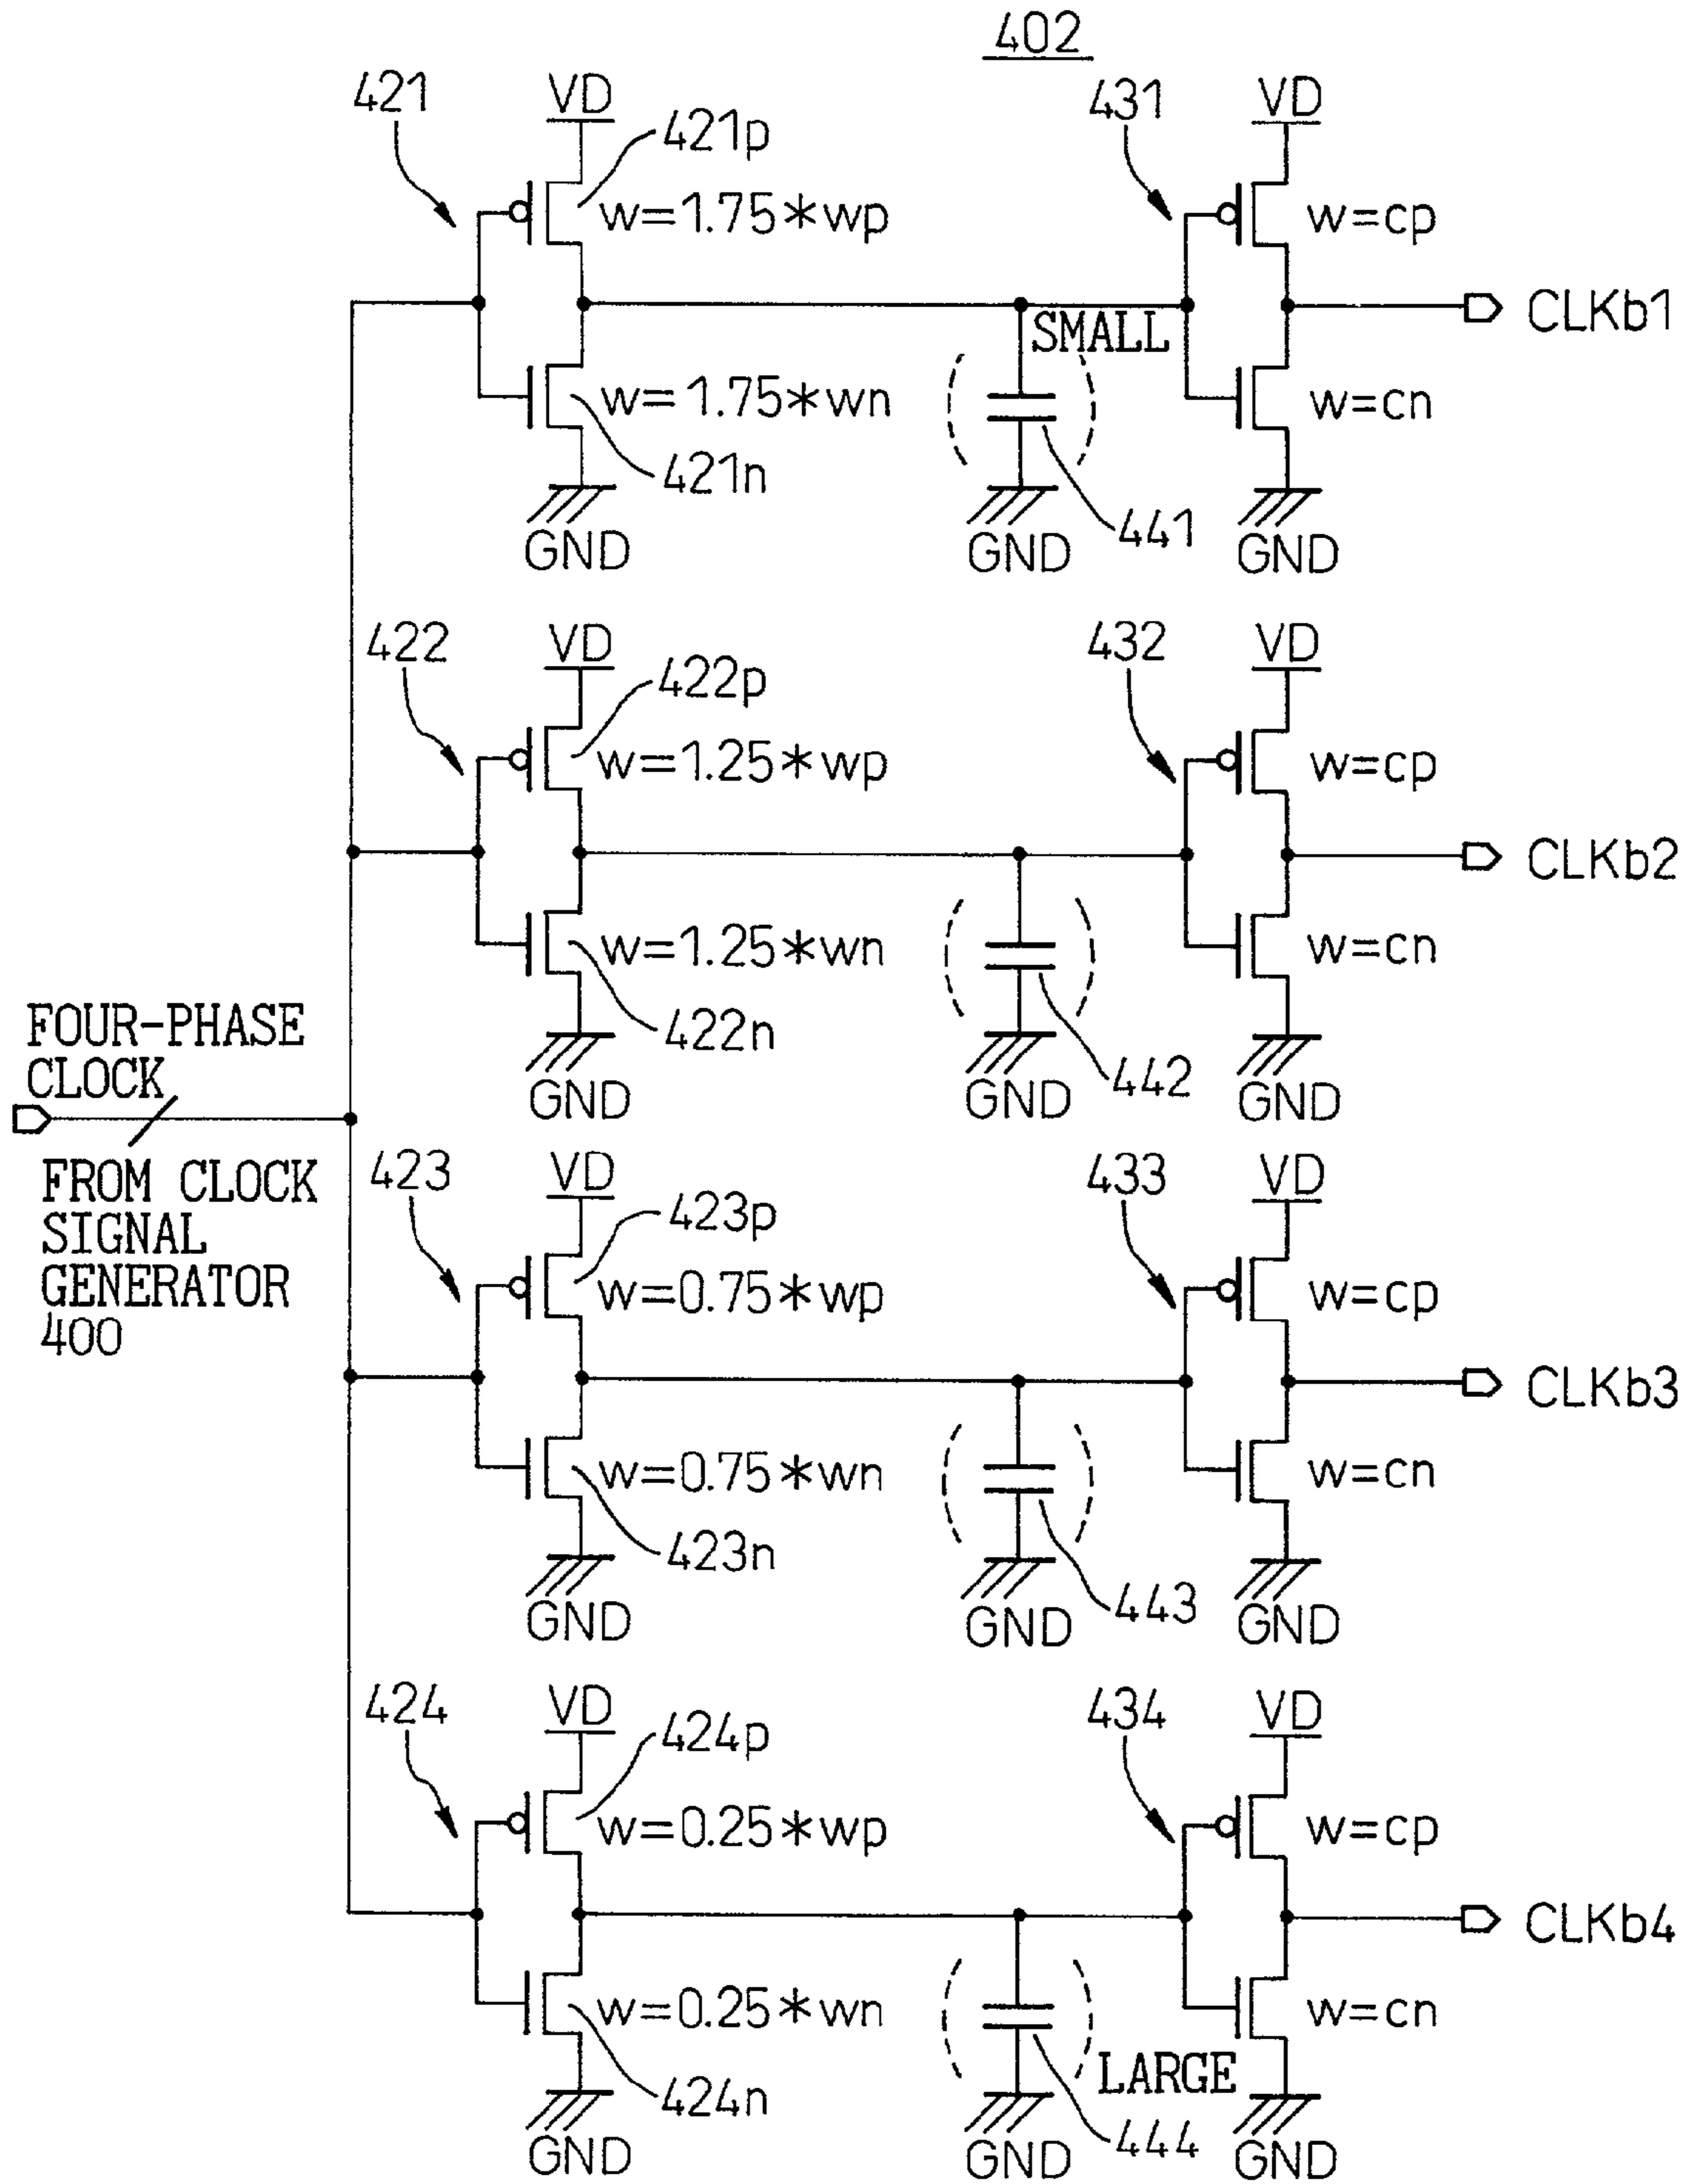 402
421
VD
421p
431
VD
w=1.75*wp
w=cp
SMALL
CLKb1
w=1.75*wn
w=cn
421n
441
GND
GND
GND
422
VD
422p
432
VD
w=1.25*wp
w=cp
CLKb2
w=1.25*wn
w=cn
422n
442
GND
GND
GND
FOUR-PHASE
CLOCK
FROM CLOCK
SIGNAL
GENERATOR
400
423
VD
423p
433
VD
w=0.75*wp
w=cp
CLKb3
w=0.75*wn
w=cn
423n
443
GND
GND
GND
424
VD
424p
434
VD
w=0.25*wp
w=cp
CLKb4
w=0.25*wn
w=cn
LARGE
424n
444
GND
GND
GND